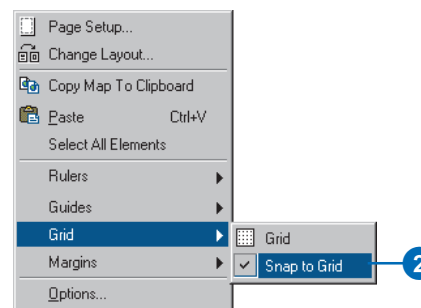 Page Setup...
Change Layout...
Copy Map To Clipboard
Paste Ctrl+V
Select All Elements
Rulers
Guides
Grid
Grid
Margins
Snap to Grid
2
Options...